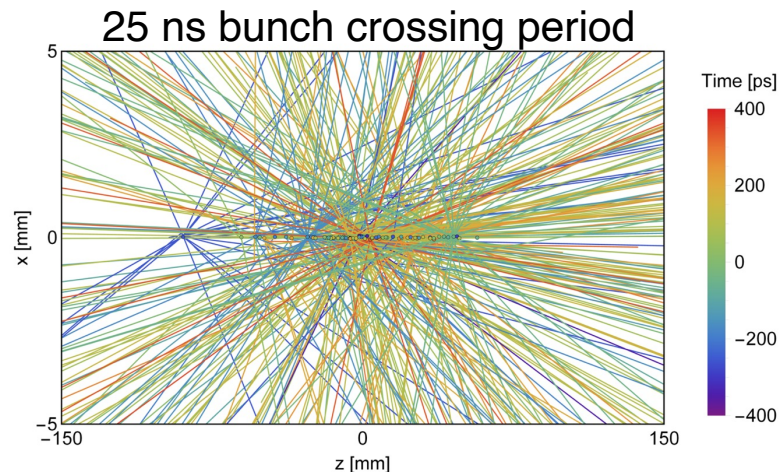 25 ns bunch crossing period
Time [ps]
400
200
0
−200
−400
5
0
−5
x [mm]
−150
0
150
z [mm]